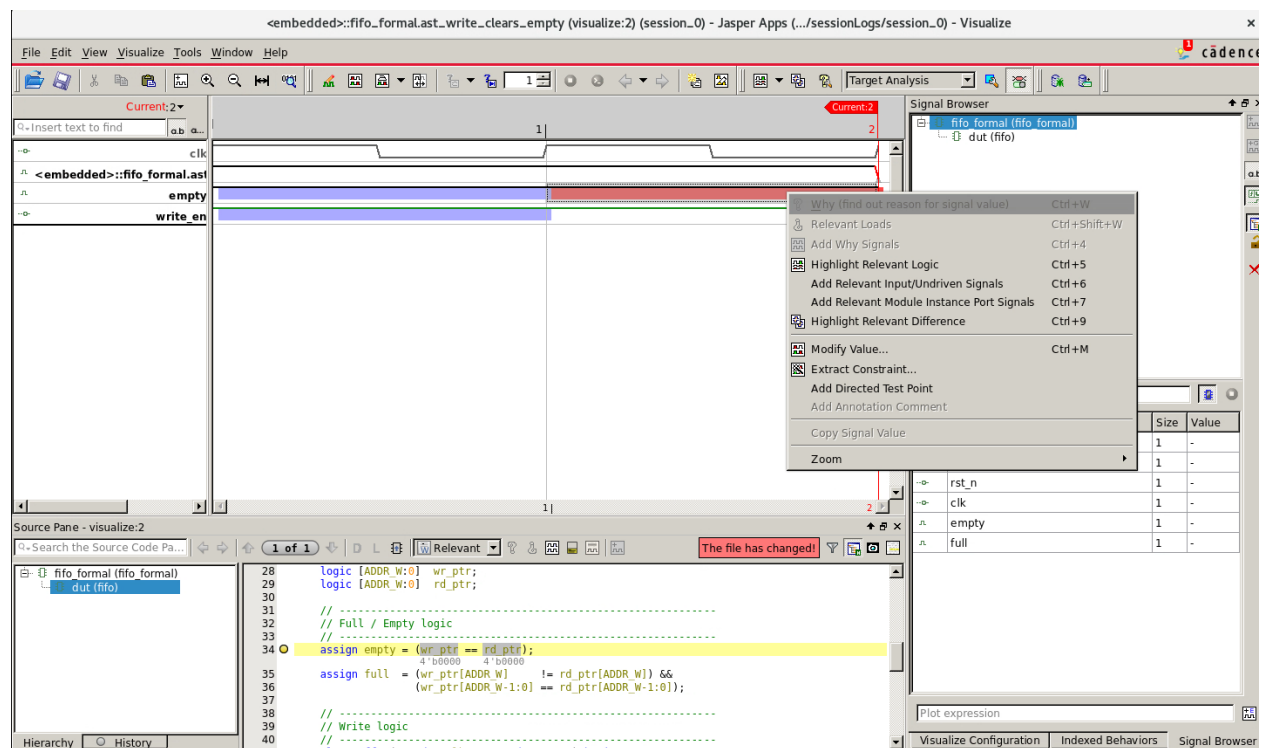 <embedded>::fifo_formal.ast_write_clears_empty (visualize:2) (session_0) - Jasper Apps (.../sessionLogs/session_0) - Visualize
File Edit View Visualize Tools Window Help
cādence
1
1
Target Analysis
Current:2
Insert text to find
a.b a...
Current:2
1
2
clk
<embedded>::fifo_formal.ast
empty
write_en
Why (find out reason for signal value) Ctrl+W
Relevant Loads Ctrl+Shift+W
Add Why Signals Ctrl+4
Highlight Relevant Logic Ctrl+5
Add Relevant Input/Undriven Signals Ctrl+6
Add Relevant Module Instance Port Signals Ctrl+7
Highlight Relevant Difference Ctrl+9
Modify Value... Ctrl+M
Extract Constraint...
Add Directed Test Point
Add Annotation Comment
Copy Signal Value
Zoom
1
2
Signal Browser
fifo_formal (fifo_formal)
dut (fifo)
Size Value
1 -
1 -
rst_n 1 -
clk 1 -
empty 1 -
full 1 -
Plot expression
Visualize Configuration Indexed Behaviors Signal Browser
Source Pane - visualize:2
Search the Source Code Pa...
1 of 1
D L
Relevant
The file has changed!
fifo_formal (fifo_formal)
dut (fifo)
Hierarchy History
28 logic [ADDR_W:0] wr_ptr;
29 logic [ADDR_W:0] rd_ptr;
30
31 // ----------------------------------------------------------
32 // Full / Empty logic
33 // ----------------------------------------------------------
34 assign empty = (wr_ptr == rd_ptr);
4'b0000 4'b0000
35 assign full = (wr_ptr[ADDR_W] != rd_ptr[ADDR_W]) &&
36 (wr_ptr[ADDR_W-1:0] == rd_ptr[ADDR_W-1:0]);
37
38 // ----------------------------------------------------------
39 // Write logic
40 // ----------------------------------------------------------